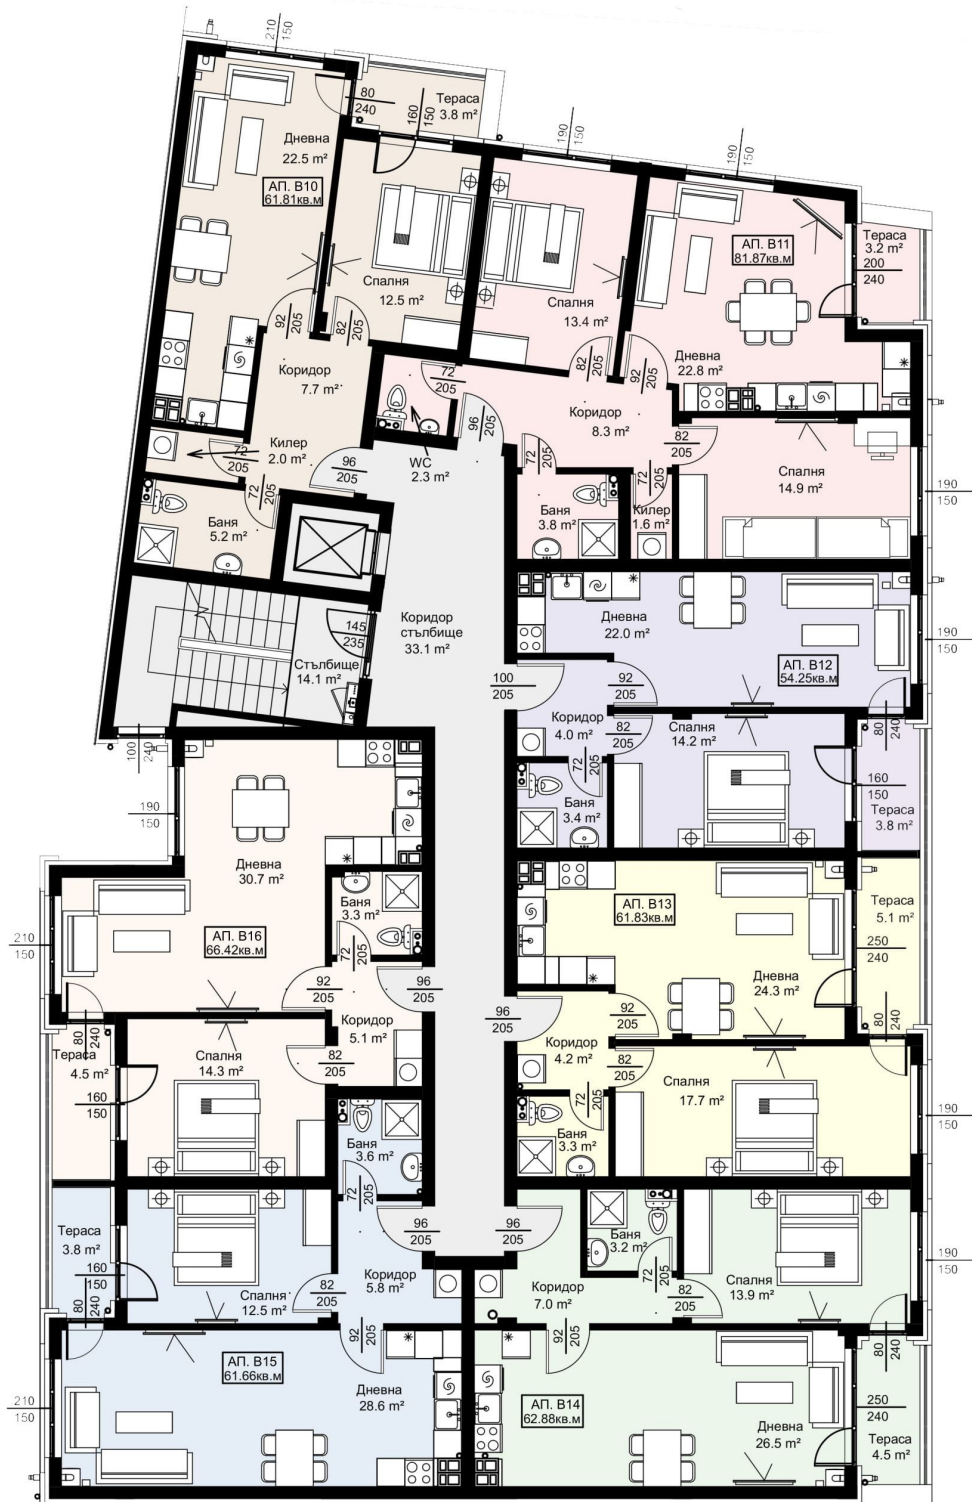 210
150
80
240
Тераса
3.8 m²
160
150
190
150
190
150
Дневна
22.5 m²
АП. В10
61.81кв.м
Спалня
12.5 m²
92
205
82
205
Коридор
7.7 m²
Килер
2.0 m²
72
205
96
205
72
205
Баня
5.2 m²
Спалня
13.4 m²
82
205
АП. В11
81.87кв.м
Тераса
3.2 m²
200
240
Дневна
22.8 m²
92
205
72
205
96
205
WC
2.3 m²
Коридор
8.3 m²
82
205
72
205
72
205
Баня
3.8 m²
Килер
1.6 m²
Спалня
14.9 m²
190
150
Коридор
стълбище
33.1 m²
145
235
Стълбище
14.1 m²
100
240
Дневна
22.0 m²
АП. В12
54.25кв.м
190
150
100
205
92
205
Коридор
4.0 m²
82
205
Спалня
14.2 m²
80
240
72
205
Баня
3.4 m²
160
150
Тераса
3.8 m²
190
150
Дневна
30.7 m²
АП. В16
66.42кв.м
210
150
Баня
3.3 m²
72
205
92
205
96
205
Коридор
5.1 m²
80
240
Тераса
4.5 m²
Спалня
14.3 m²
82
205
160
150
АП. В13
61.83кв.м
Тераса
5.1 m²
250
240
Дневна
24.3 m²
96
205
92
205
80
240
Коридор
4.2 m²
82
205
Спалня
17.7 m²
72
205
Баня
3.3 m²
190
150
Баня
3.6 m²
72
205
Тераса
3.8 m²
160
150
80
240
96
205
Коридор
5.8 m²
Спалня
12.5 m²
82
205
92
205
АП. В15
61.66кв.м
Дневна
28.6 m²
210
150
96
205
Баня
3.2 m²
72
205
Коридор
7.0 m²
82
205
Спалня
13.9 m²
190
150
92
205
80
240
АП. В14
62.88кв.м
Дневна
26.5 m²
250
240
Тераса
4.5 m²